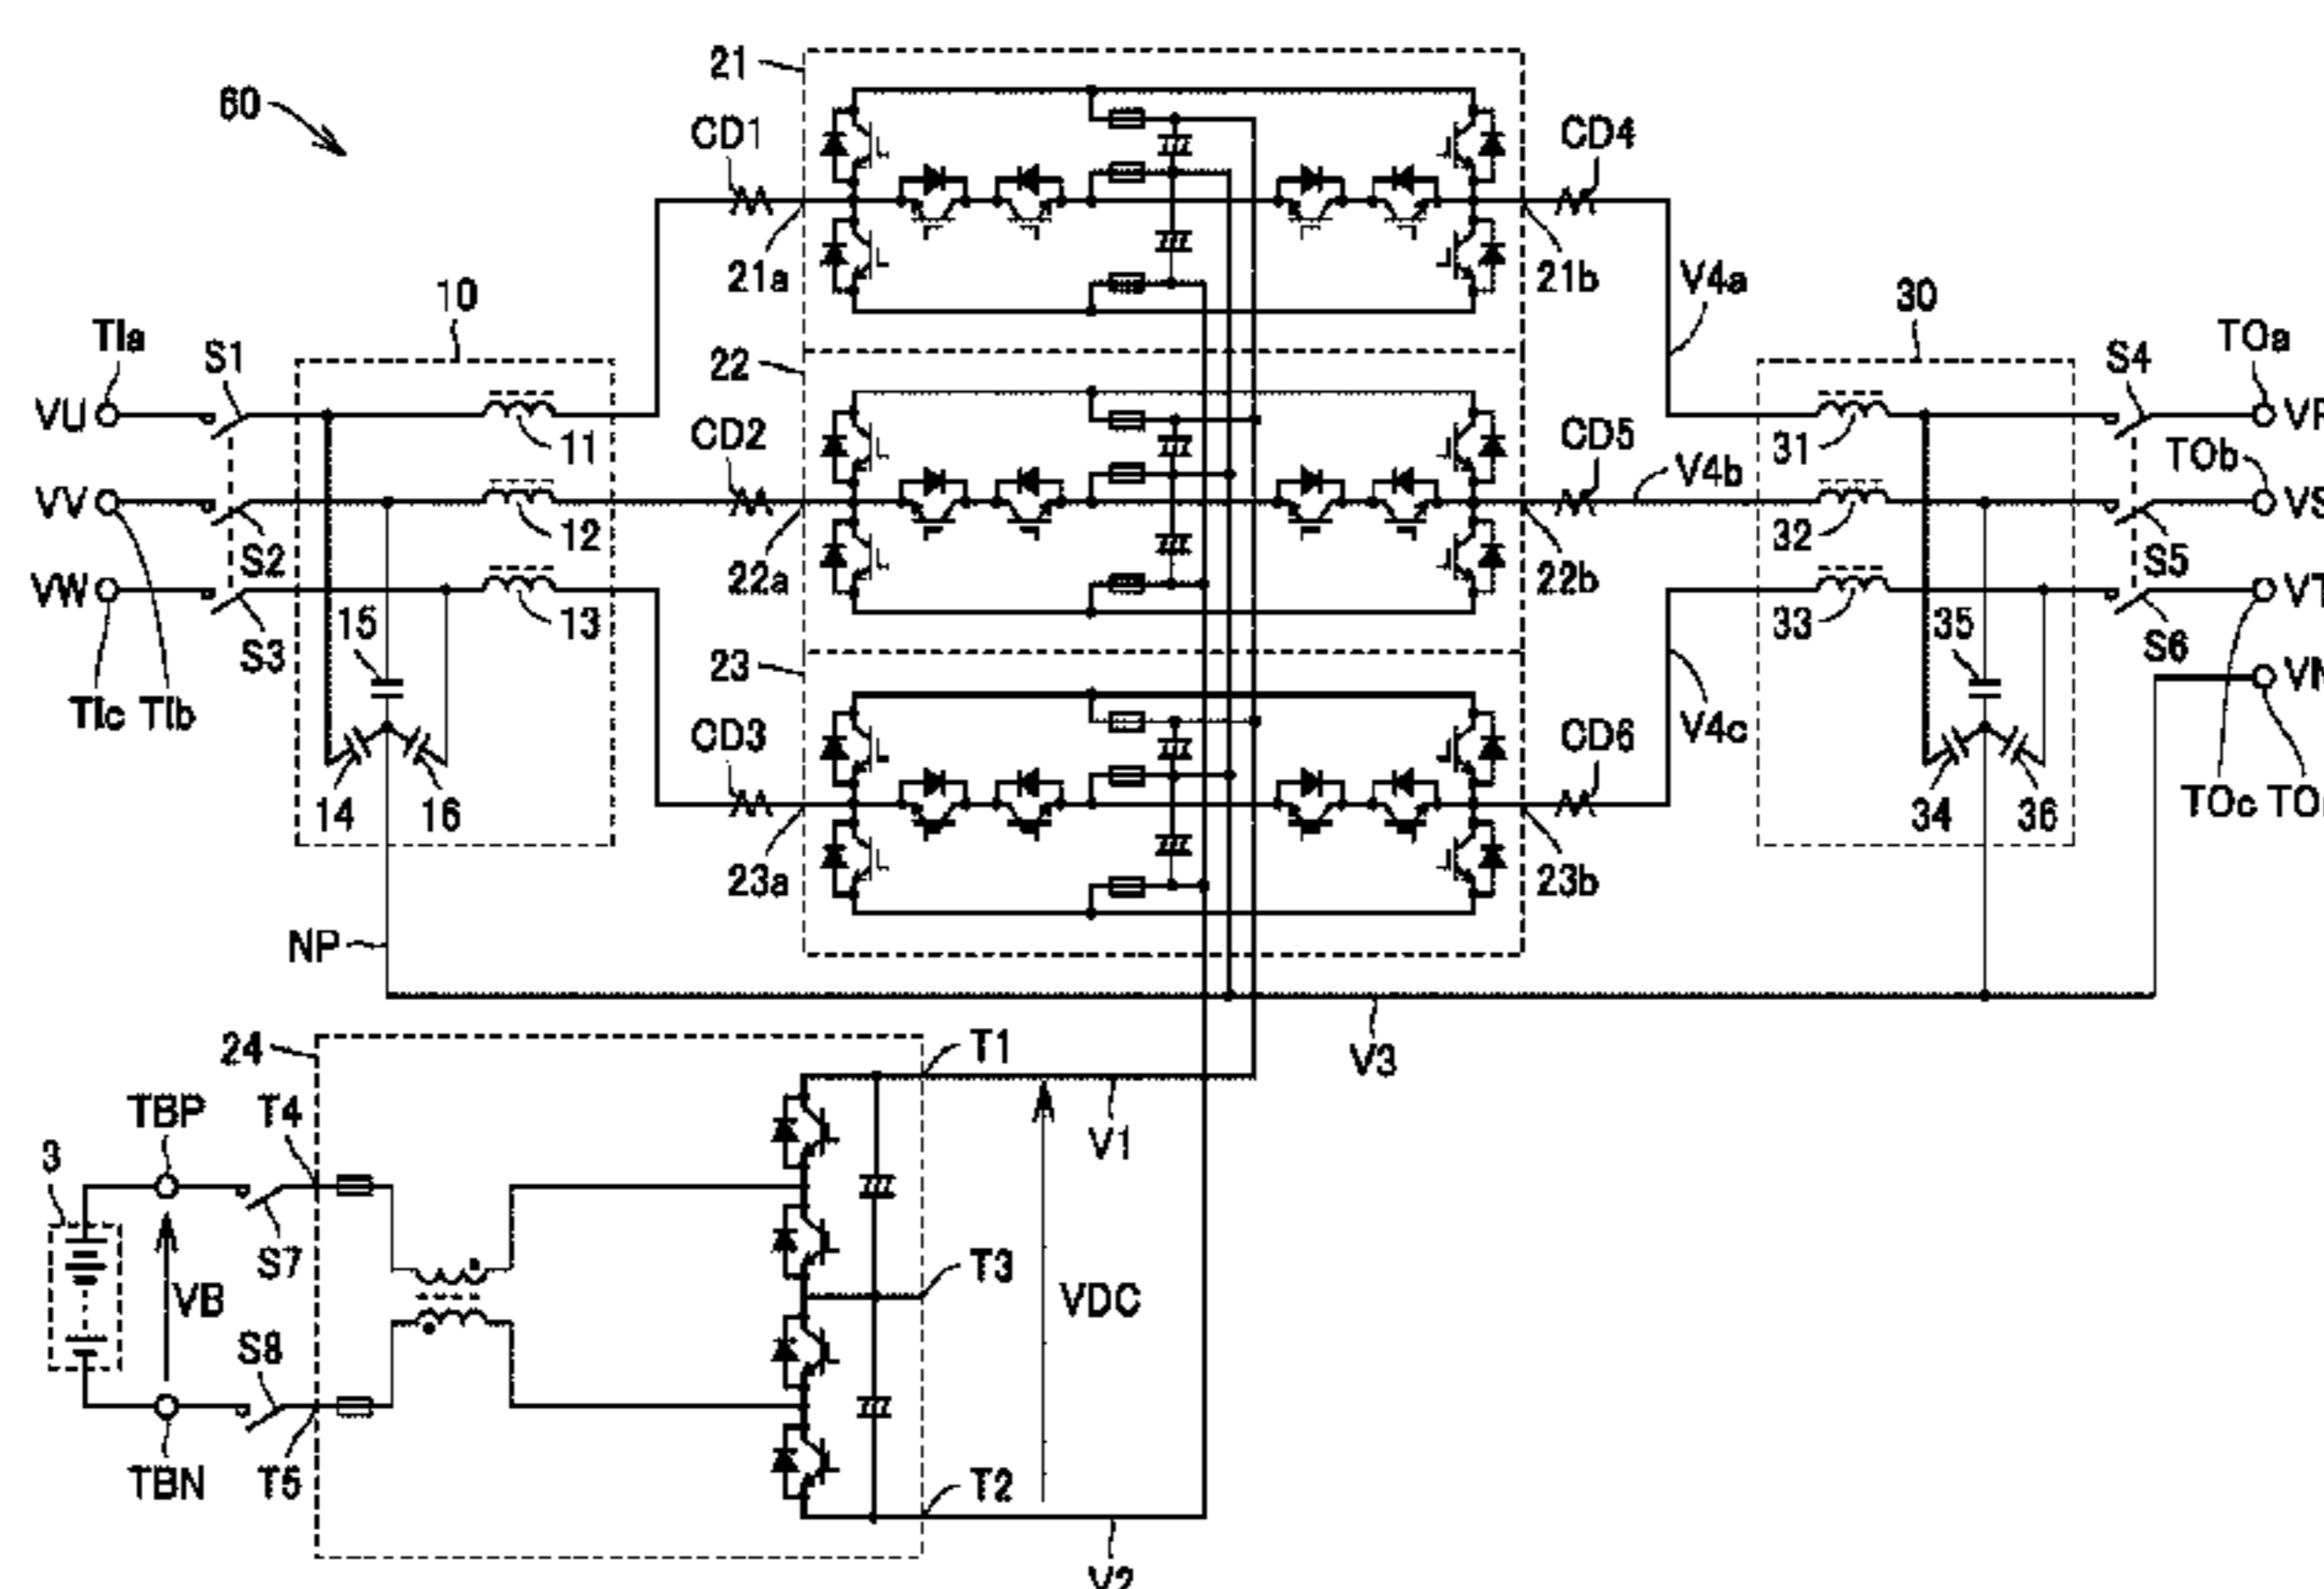 60
21
CD1
CD4
21a
21b
V4a
10
30
TIa
S1
22
S4
TOa
VU
11
CD2
CD5
31
V4b
TOb
VV
S2
12
22a
22b
32
S5
VW
S3
15
13
23
33
35
S6
TIc TIb
CD3
CD6
V4c
14
16
34
36
TOc
23a
23b
NP
24
T1
V3
TBP
T4
V1
3
S7
T3
VB
VDC
S8
TBN
T5
T2
V2